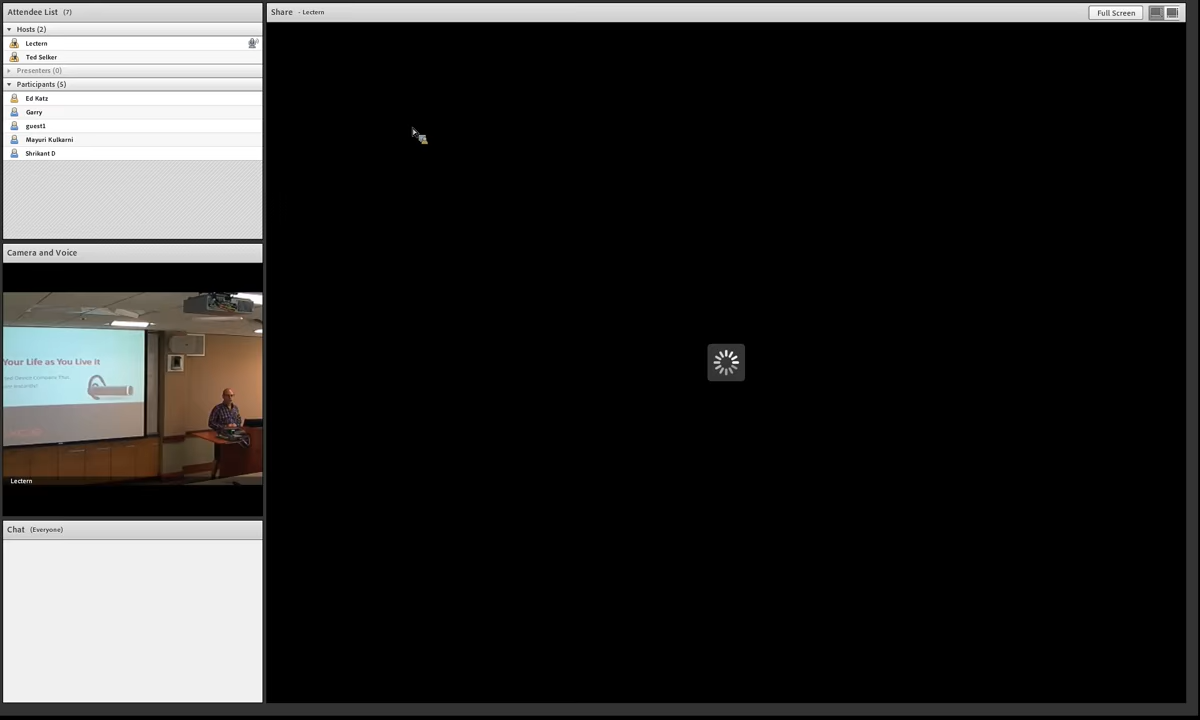 Attendee List (7)
Hosts (2)
Lectern
Ted Selker
Presenters (0)
Participants (5)
Ed Katz
Garry
guest1
Mayuri Kulkarni
Shrikant D
Camera and Voice
Your Life as You Live It
Lectern
Chat (Everyone)
Share - Lectern
Full Screen